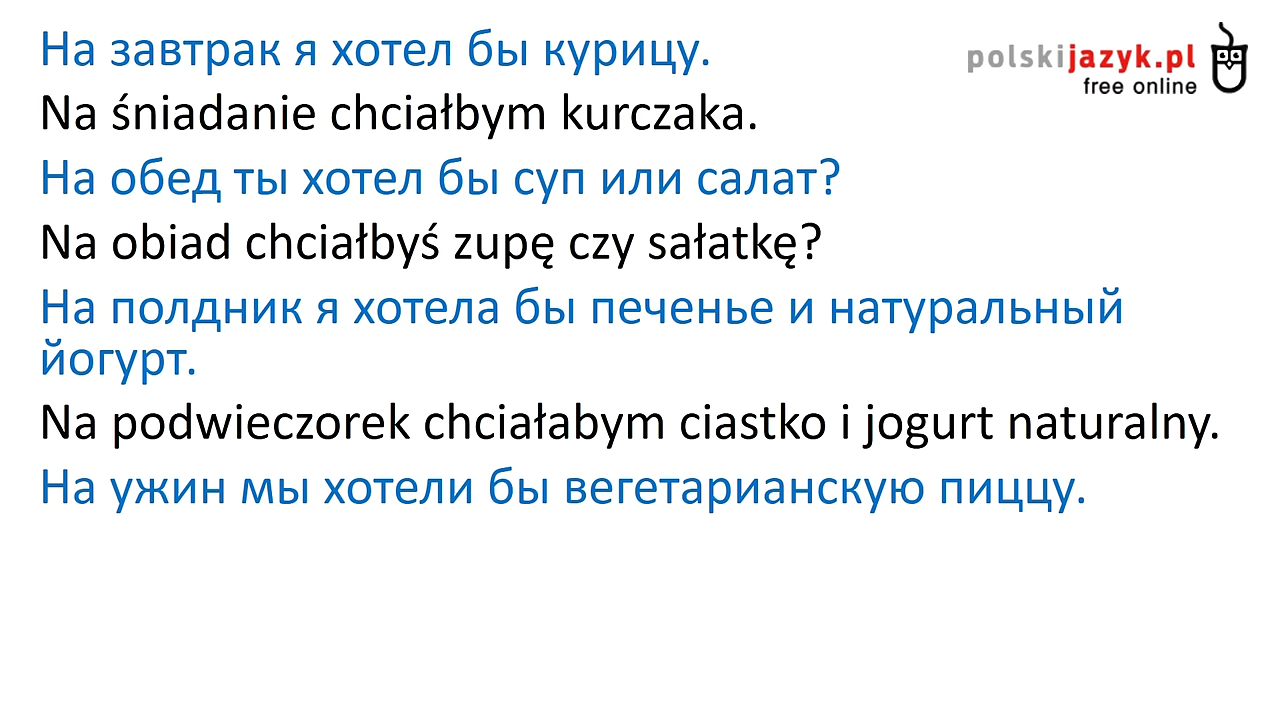 На завтрак я хотел бы курицу.
polskijazyk.pl
free online
Na śniadanie chciałbym kurczaka.
На обед ты хотел бы суп или салат?
Na obiad chciałbyś zupę czy sałatkę?
На полдник я хотела бы печенье и натуральный
йогурт.
Na podwieczorek chciałabym ciastko i jogurt naturalny.
На ужин мы хотели бы вегетарианскую пиццу.